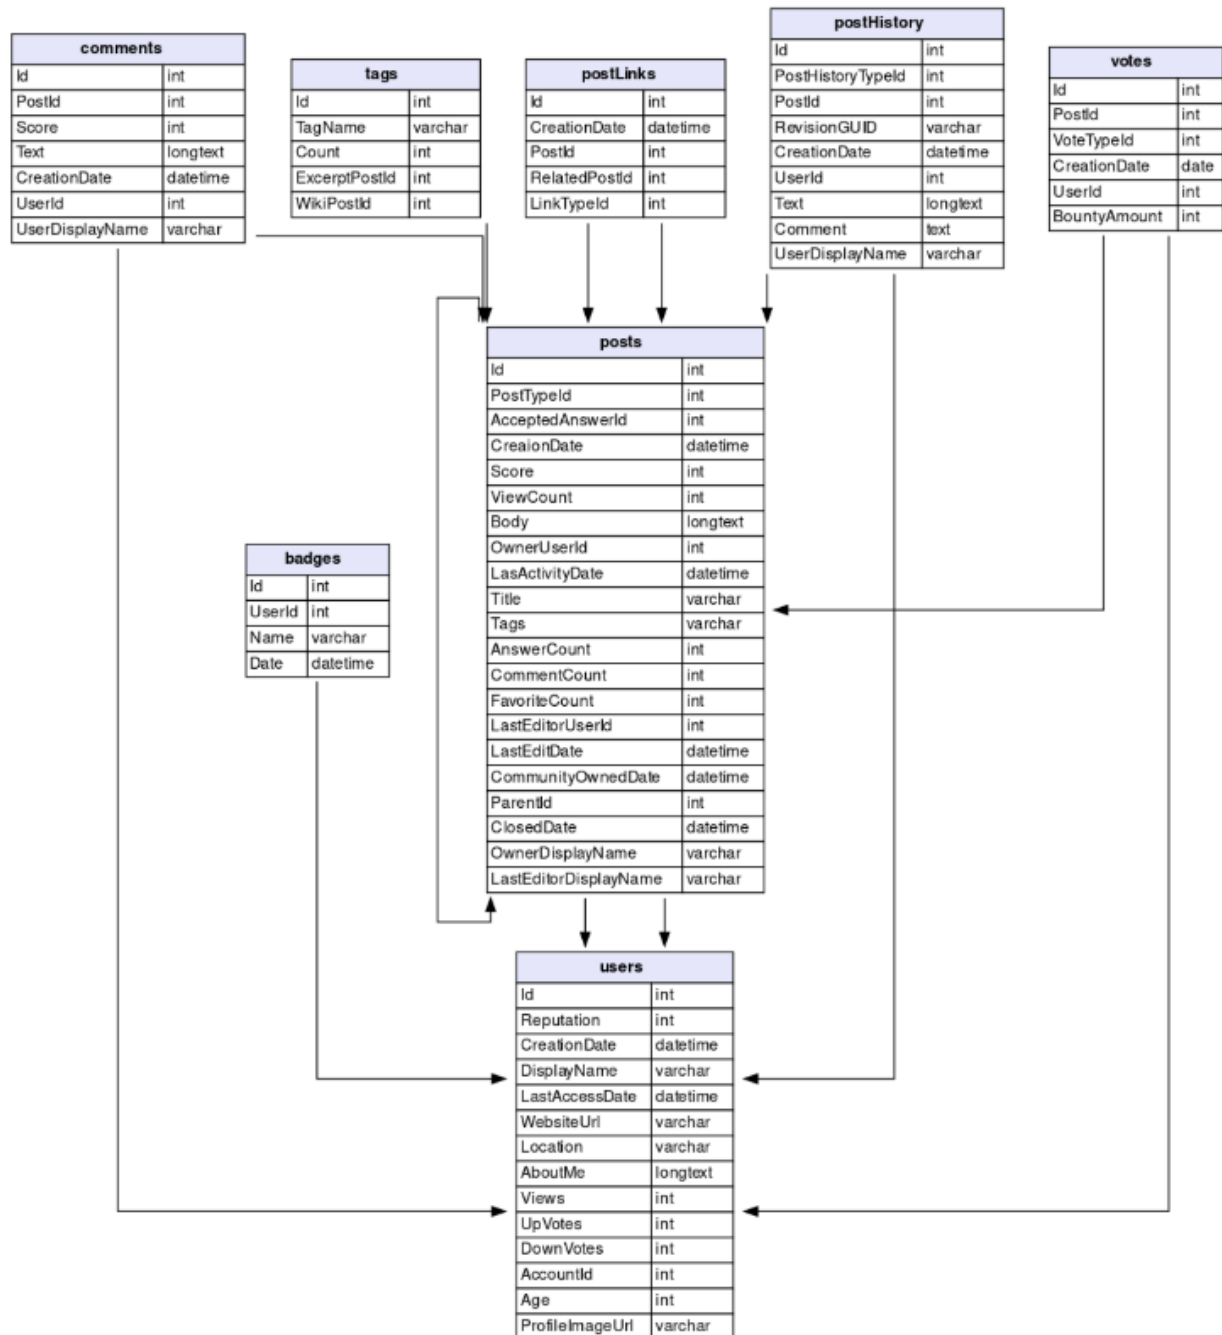 comments
Id int
PostId int
Score int
Text longtext
CreationDate datetime
UserId int
UserDisplayName varchar
tags
Id int
TagName varchar
Count int
ExcerptPostId int
WikiPostId int
postLinks
Id int
CreationDate datetime
PostId int
RelatedPostId int
LinkTypeId int
postHistory
Id int
PostHistoryTypeId int
PostId int
RevisionGUID varchar
CreationDate datetime
UserId int
Text longtext
Comment text
UserDisplayName varchar
votes
Id int
PostId int
VoteTypeId int
CreationDate date
UserId int
BountyAmount int
posts
Id int
PostTypeId int
AcceptedAnswerId int
CreaionDate datetime
Score int
ViewCount int
Body longtext
OwnerUserId int
LasActivityDate datetime
Title varchar
Tags varchar
AnswerCount int
CommentCount int
FavoriteCount int
LastEditorUserId int
LastEditDate datetime
CommunityOwnedDate datetime
ParentId int
ClosedDate datetime
OwnerDisplayName varchar
LastEditorDisplayName varchar
badges
Id int
UserId int
Name varchar
Date datetime
users
Id int
Reputation int
CreationDate datetime
DisplayName varchar
LastAccessDate datetime
WebsiteUrl varchar
Location varchar
AboutMe longtext
Views int
UpVotes int
DownVotes int
AccountId int
Age int
ProfileImageUrl varchar